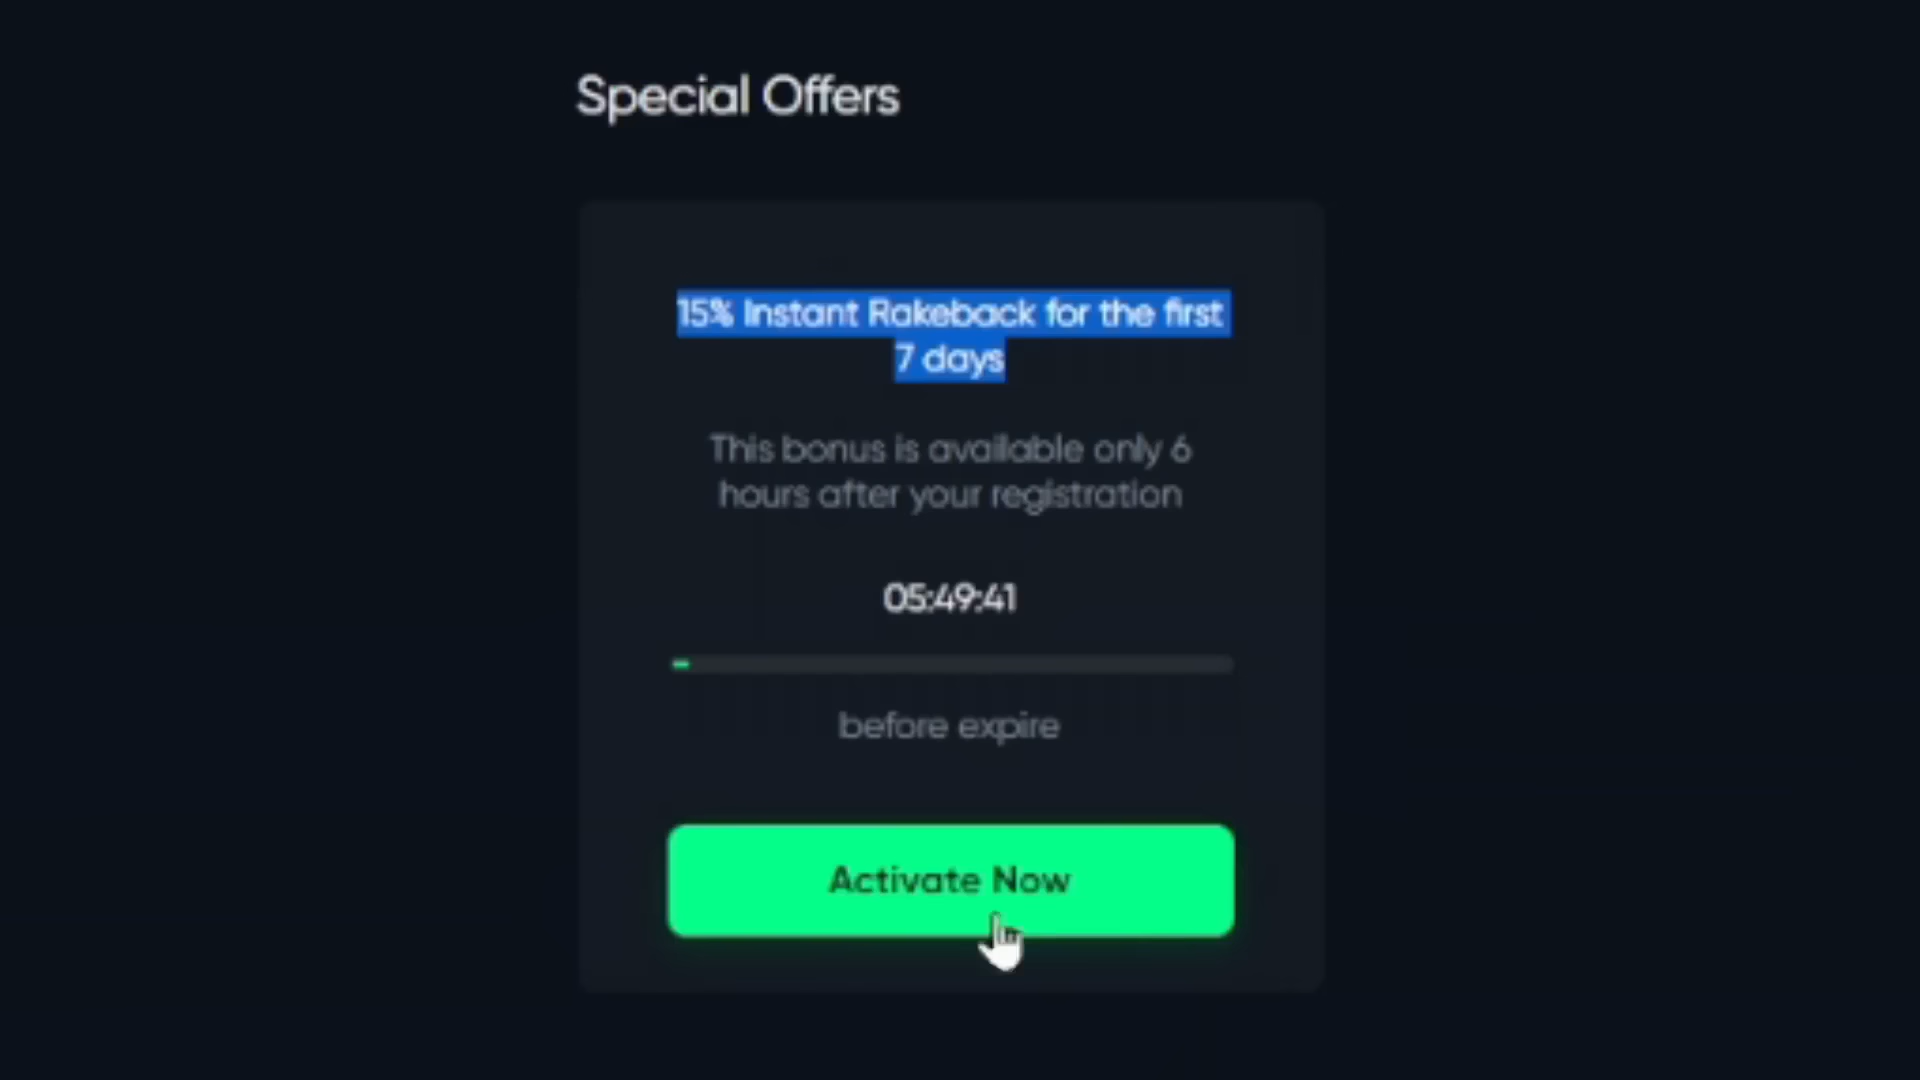 Special Offers
15% Instant Rakeback for the first
7 days
This bonus is available only 6
hours after your registration
05:49:41
before expire
Activate Now